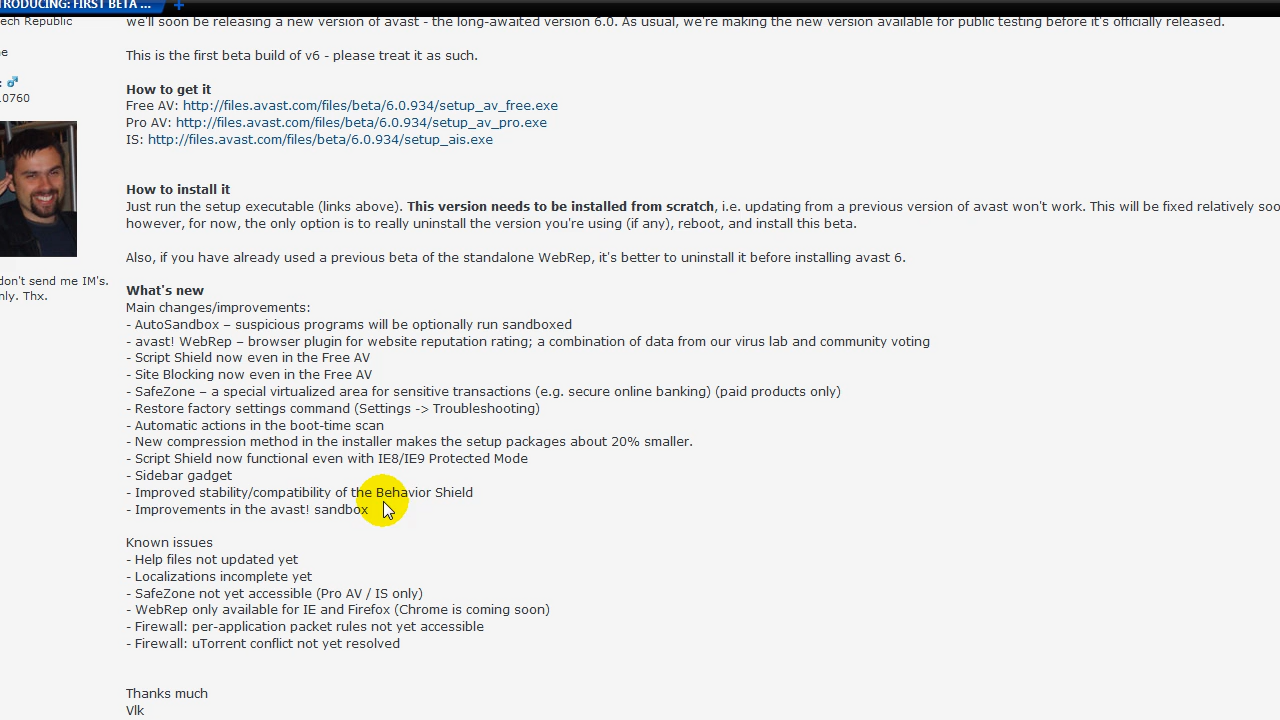 RODUCING: FIRST BETA ...
ech Republic
we'll soon be releasing a new version of avast - the long-awaited version 6.0. As usual, we're making the new version available for public testing before it's officially released.
e
This is the first beta build of v6 - please treat it as such.
:
How to get it
.0760
Free AV: http://files.avast.com/files/beta/6.0.934/setup_av_free.exe
Pro AV: http://files.avast.com/files/beta/6.0.934/setup_av_pro.exe
IS: http://files.avast.com/files/beta/6.0.934/setup_ais.exe
How to install it
Just run the setup executable (links above). This version needs to be installed from scratch, i.e. updating from a previous version of avast won't work. This will be fixed relatively soo
however, for now, the only option is to really uninstall the version you're using (if any), reboot, and install this beta.
Also, if you have already used a previous beta of the standalone WebRep, it's better to uninstall it before installing avast 6.
don't send me IM's.
nly. Thx.
What's new
Main changes/improvements:
- AutoSandbox – suspicious programs will be optionally run sandboxed
- avast! WebRep – browser plugin for website reputation rating; a combination of data from our virus lab and community voting
- Script Shield now even in the Free AV
- Site Blocking now even in the Free AV
- SafeZone – a special virtualized area for sensitive transactions (e.g. secure online banking) (paid products only)
- Restore factory settings command (Settings -> Troubleshooting)
- Automatic actions in the boot-time scan
- New compression method in the installer makes the setup packages about 20% smaller.
- Script Shield now functional even with IE8/IE9 Protected Mode
- Sidebar gadget
- Improved stability/compatibility of the Behavior Shield
- Improvements in the avast! sandbox
Known issues
- Help files not updated yet
- Localizations incomplete yet
- SafeZone not yet accessible (Pro AV / IS only)
- WebRep only available for IE and Firefox (Chrome is coming soon)
- Firewall: per-application packet rules not yet accessible
- Firewall: uTorrent conflict not yet resolved
Thanks much
Vlk